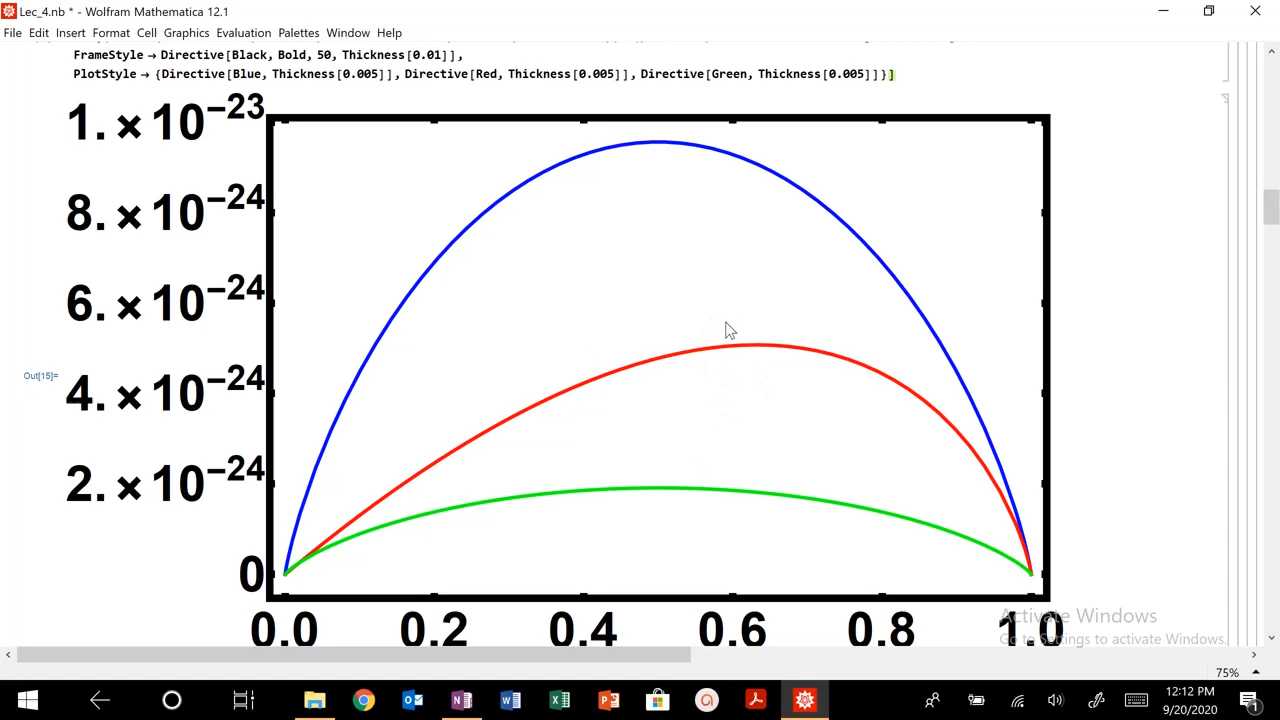 Lec_4.nb * - Wolfram Mathematica 12.1
File Edit Insert Format Cell Graphics Evaluation Palettes Window Help
FrameStyle → Directive[Black, Bold, 50, Thickness[0.01]],
PlotStyle → {Directive[Blue, Thickness[0.005]], Directive[Red, Thickness[0.005]], Directive[Green, Thickness[0.005]]}]
1.×10⁻²³
8.×10⁻²⁴
6.×10⁻²⁴
Out[15]=
4.×10⁻²⁴
2.×10⁻²⁴
0
0.0 0.2 0.4 0.6 0.8 1.0
Activate Windows
Go to Settings to activate Windows.
75%
12:12 PM
9/20/2020